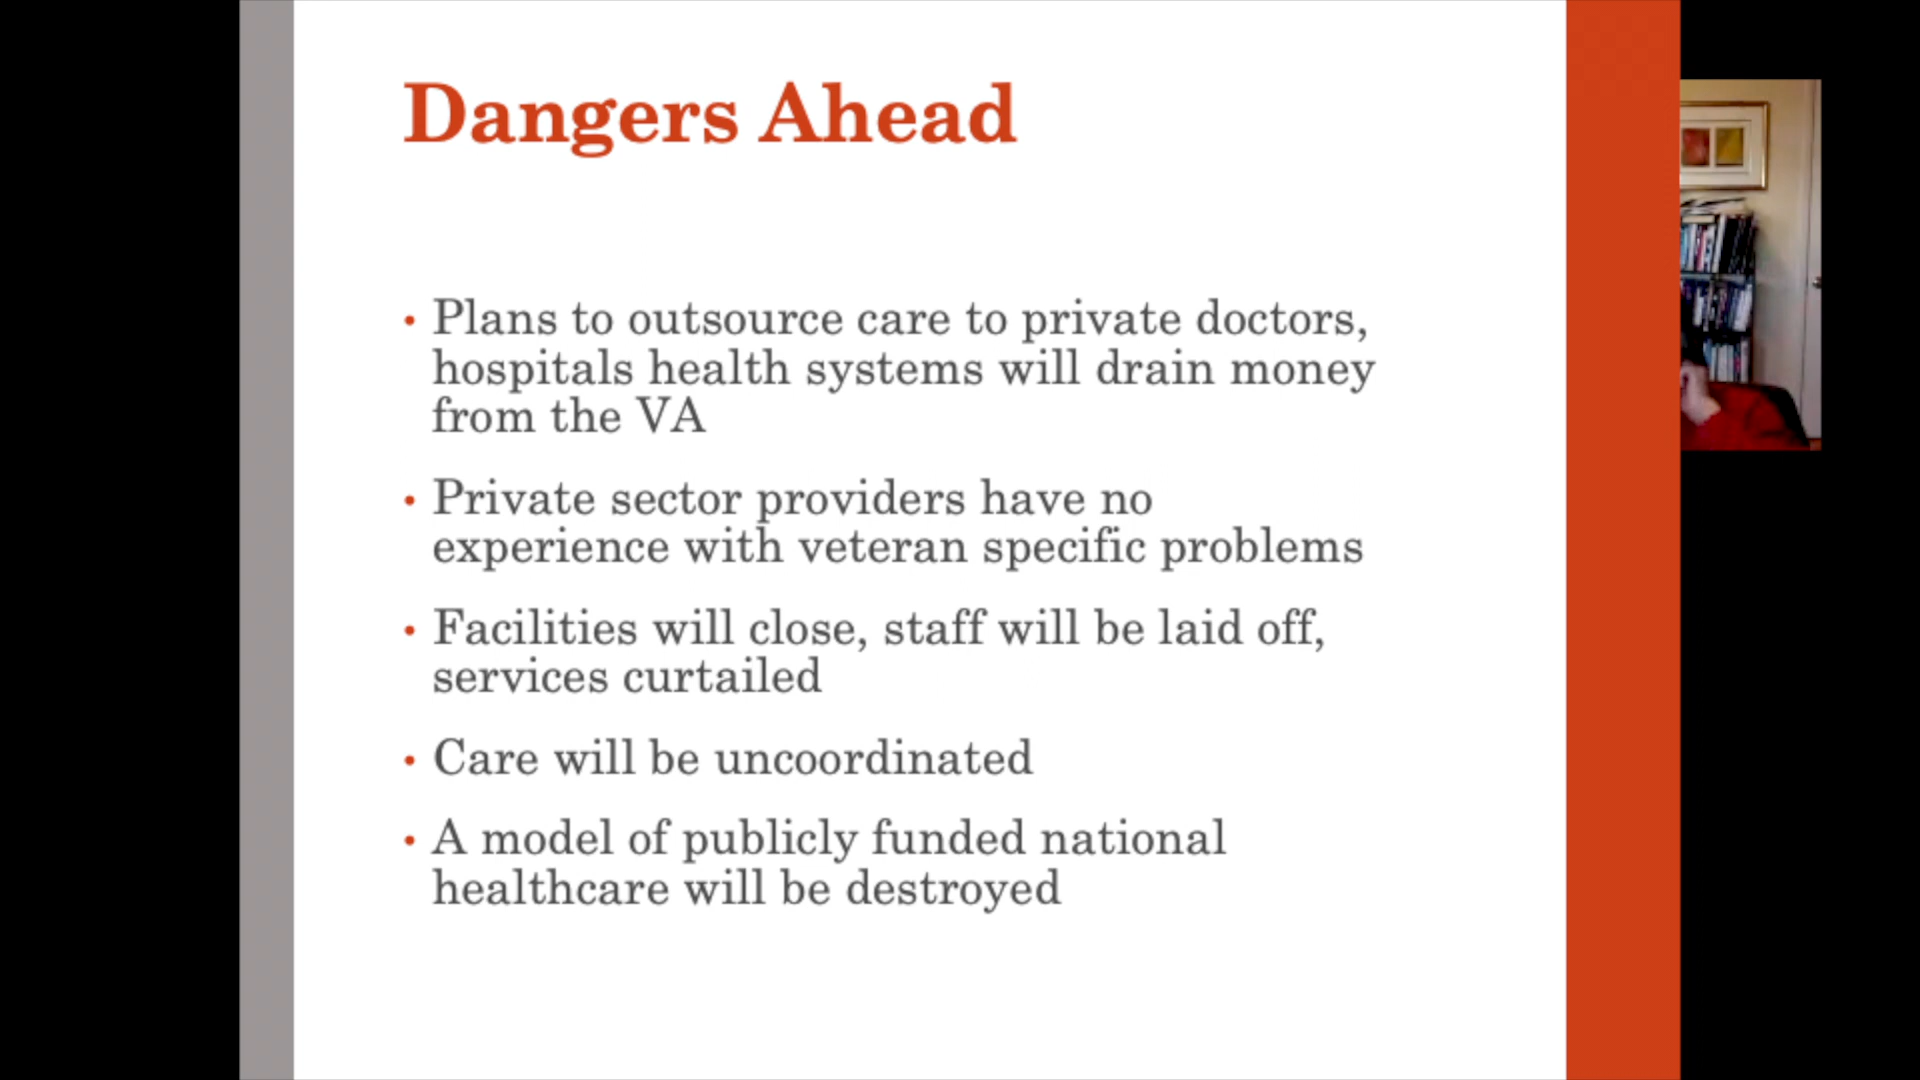 Dangers Ahead
• Plans to outsource care to private doctors,
hospitals health systems will drain money
from the VA
• Private sector providers have no
experience with veteran specific problems
• Facilities will close, staff will be laid off,
services curtailed
• Care will be uncoordinated
• A model of publicly funded national
healthcare will be destroyed